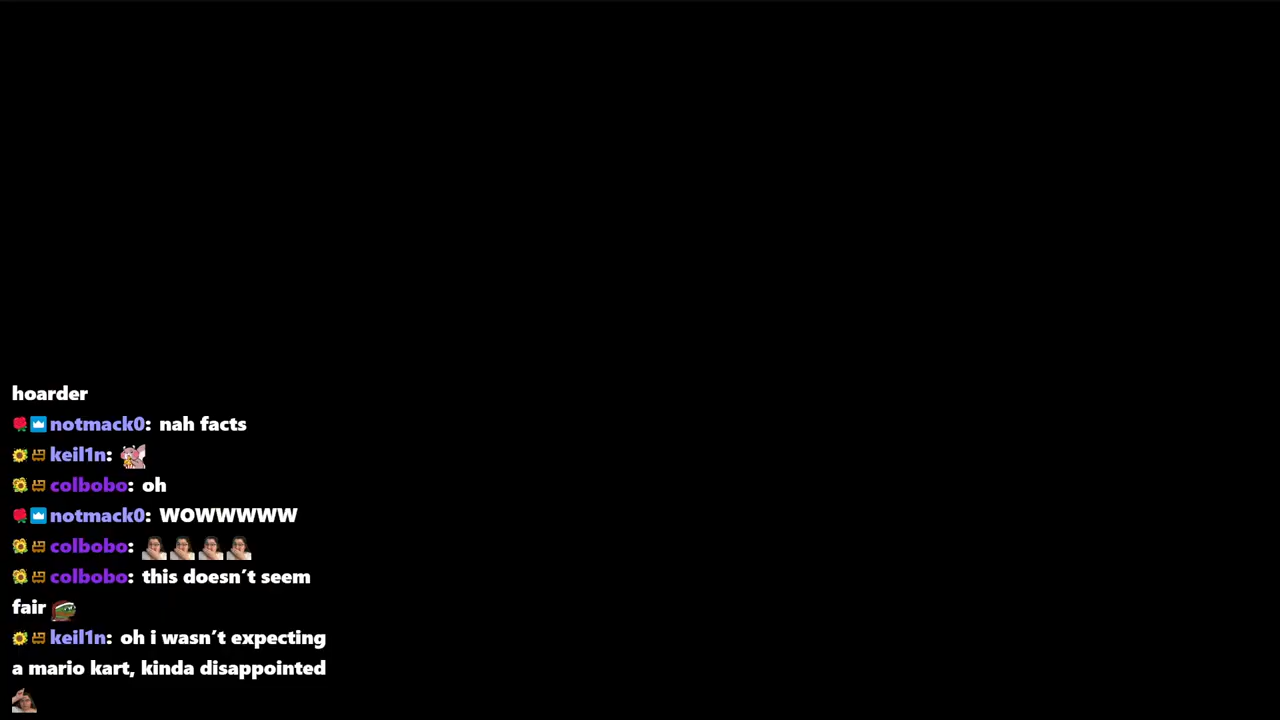 hoarder
notmack0: nah facts
keil1n:
colbobo: oh
notmack0: WOWWWWW
colbobo:
colbobo: this doesn't seem
fair
keil1n: oh i wasn't expecting
a mario kart, kinda disappointed